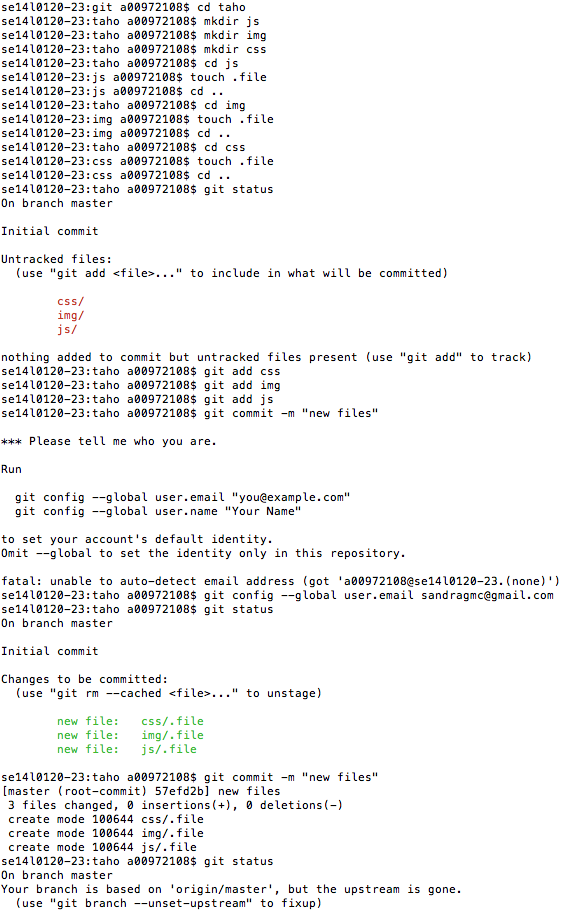 se14l0120-23:git a00972108$ cd taho
se14l0120-23:taho a00972108$ mkdir js
se14l0120-23:taho a00972108$ mkdir img
se14l0120-23:taho a00972108$ mkdir css
se14l0120-23:taho a00972108$ cd js
se14l0120-23:js a00972108$ touch .file
se14l0120-23:js a00972108$ cd ..
se14l0120-23:taho a00972108$ cd img
se14l0120-23:img a00972108$ touch .file
se14l0120-23:img a00972108$ cd ..
se14l0120-23:taho a00972108$ cd css
se14l0120-23:css a00972108$ touch .file
se14l0120-23:css a00972108$ cd ..
se14l0120-23:taho a00972108$ git status
On branch master
Initial commit
Untracked files:
(use "git add <file>..." to include in what will be committed)
css/
img/
js/
nothing added to commit but untracked files present (use "git add" to track)
se14l0120-23:taho a00972108$ git add css
se14l0120-23:taho a00972108$ git add img
se14l0120-23:taho a00972108$ git add js
se14l0120-23:taho a00972108$ git commit -m "new files"
*** Please tell me who you are.
Run
git config --global user.email "you@example.com"
git config --global user.name "Your Name"
to set your account's default identity.
Omit --global to set the identity only in this repository.
fatal: unable to auto-detect email address (got 'a00972108@se14l0120-23.(none)')
se14l0120-23:taho a00972108$ git config --global user.email sandragmc@gmail.com
se14l0120-23:taho a00972108$ git status
On branch master
Initial commit
Changes to be committed:
(use "git rm --cached <file>..." to unstage)
new file:   css/.file
new file:   img/.file
new file:   js/.file
se14l0120-23:taho a00972108$ git commit -m "new files"
[master (root-commit) 57efd2b] new files
3 files changed, 0 insertions(+), 0 deletions(-)
create mode 100644 css/.file
create mode 100644 img/.file
create mode 100644 js/.file
se14l0120-23:taho a00972108$ git status
On branch master
Your branch is based on 'origin/master', but the upstream is gone.
(use "git branch --unset-upstream" to fixup)